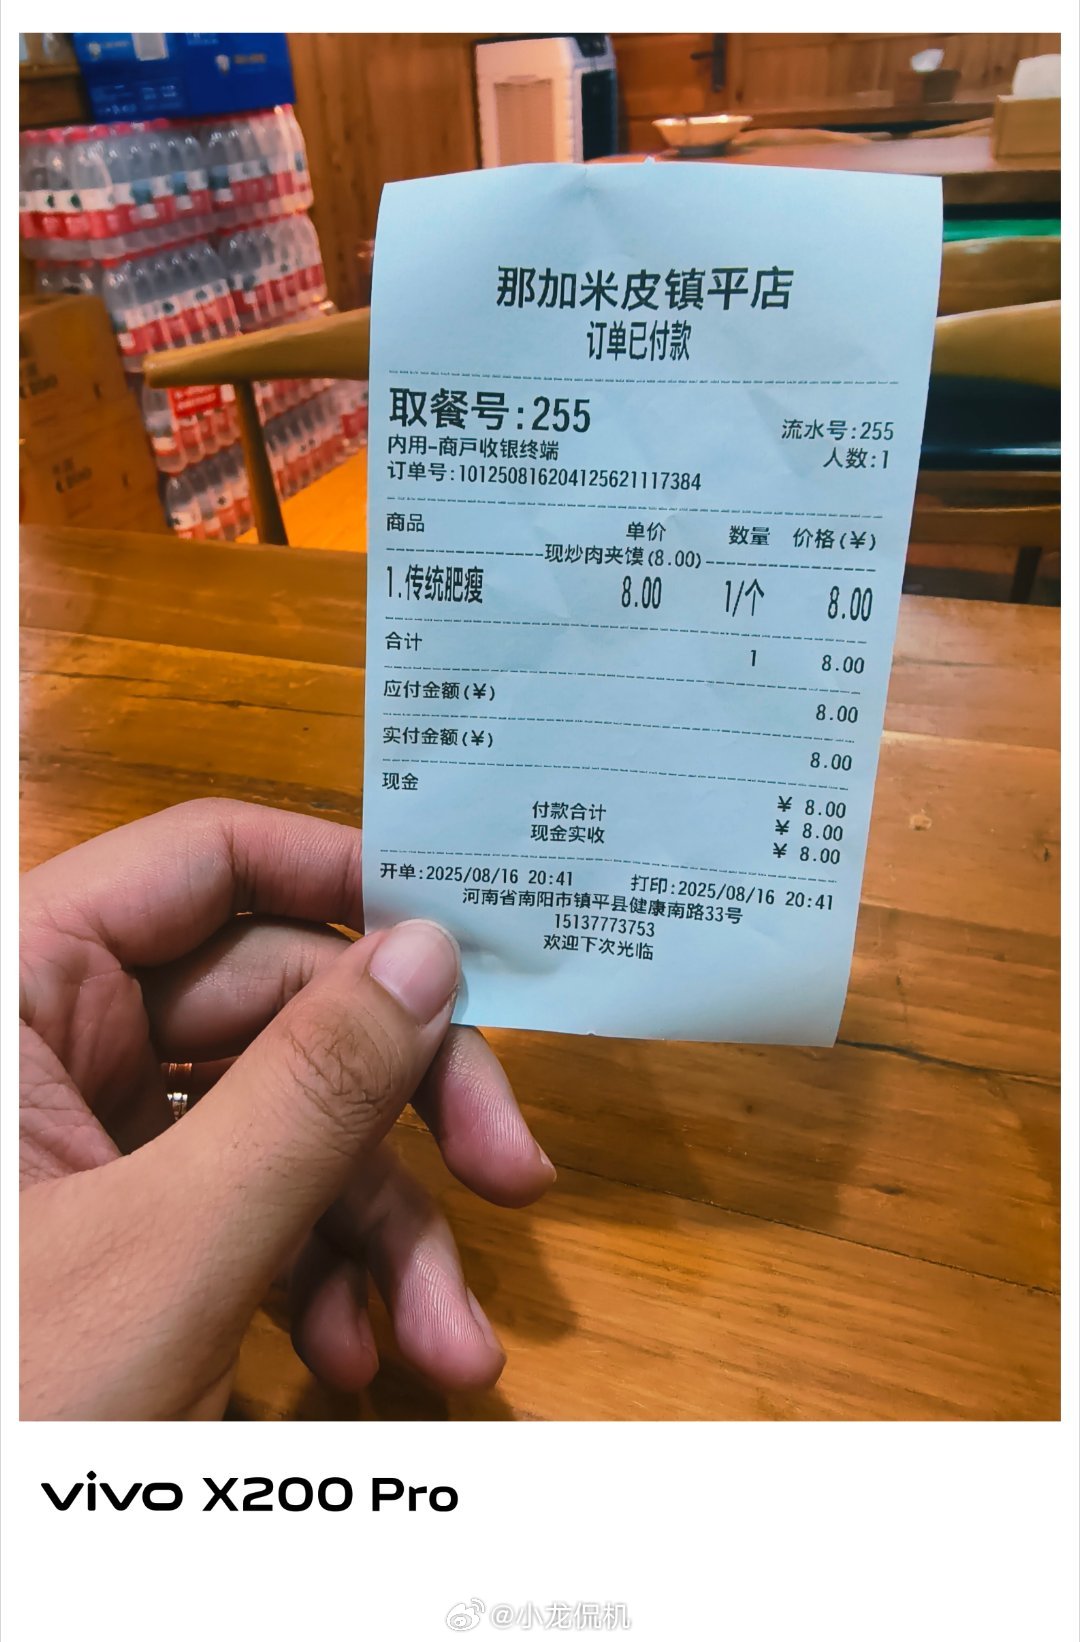 那加米皮镇平店
订单已付款
取餐号:255
流水号:255
内用-商戸收银终端
人数:1
订单号:101250816204125621117384
商品 单价 数量 价格(¥)
现炒肉夹馍(8.00)
1.传统肥瘦 8.00 1/个 8.00
合计 1 8.00
应付金额(¥) 8.00
实付金额(¥) 8.00
现金 ¥ 8.00
付款合计 ¥ 8.00
现金实收 ¥ 8.00
开单:2025/08/16 20:41 打印:2025/08/16 20:41
河南省南阳市镇平县健康南路33号
15137773753
欢迎下次光临
vivo X200 Pro
@小龙侃机